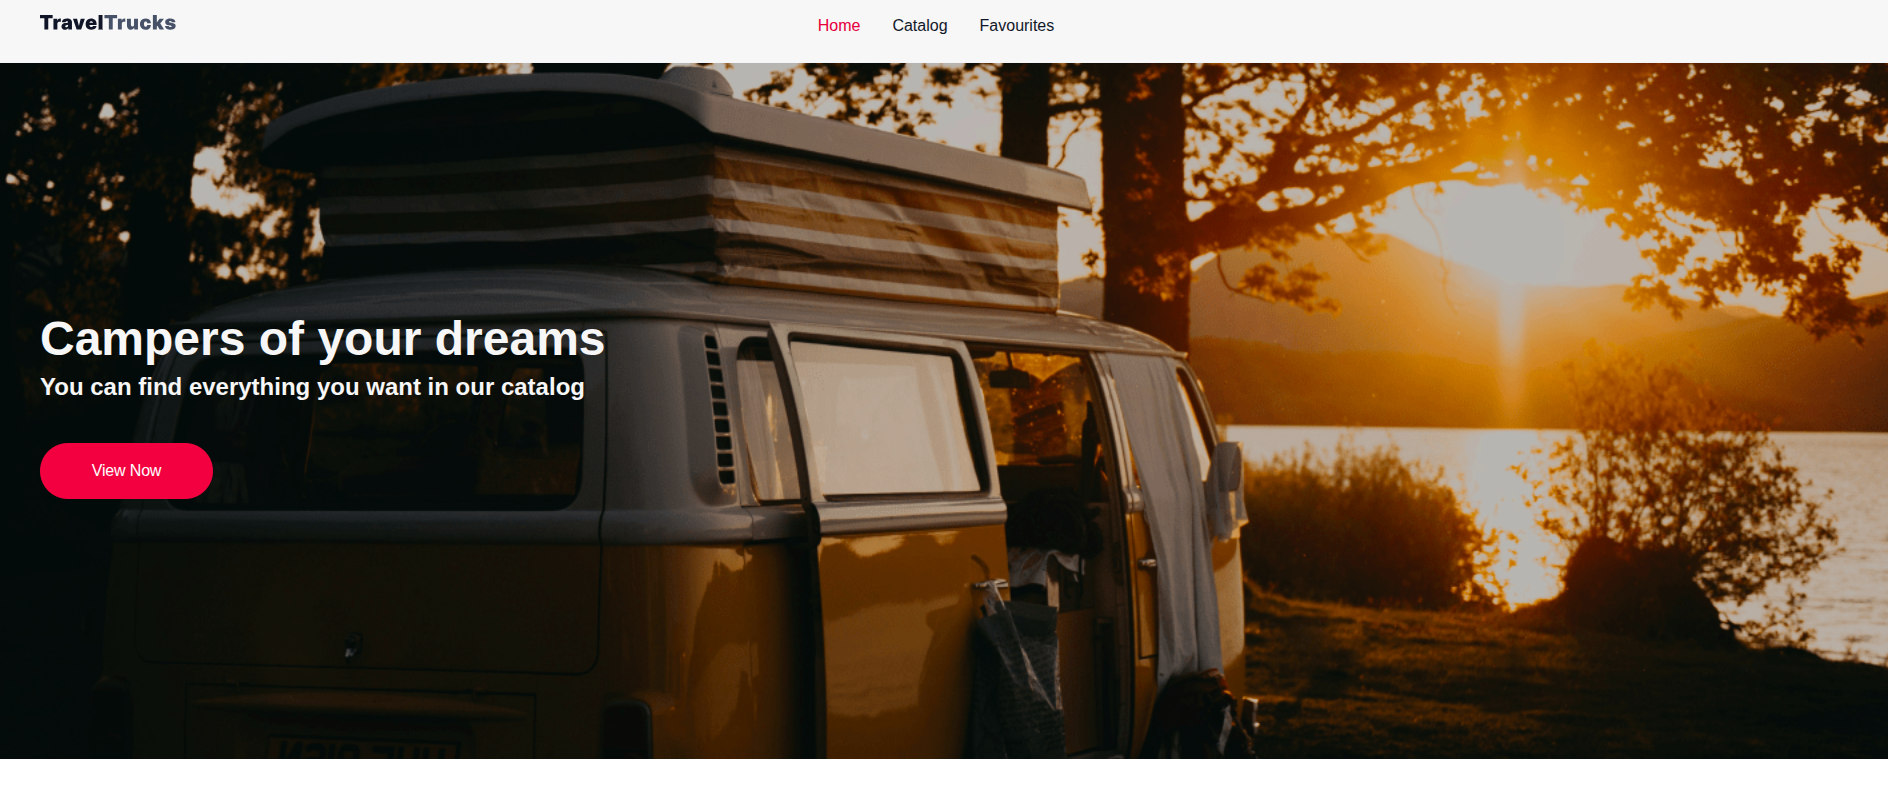 TravelTrucks
Home Catalog Favourites
Campers of your dreams
You can find everything you want in our catalog
View Now